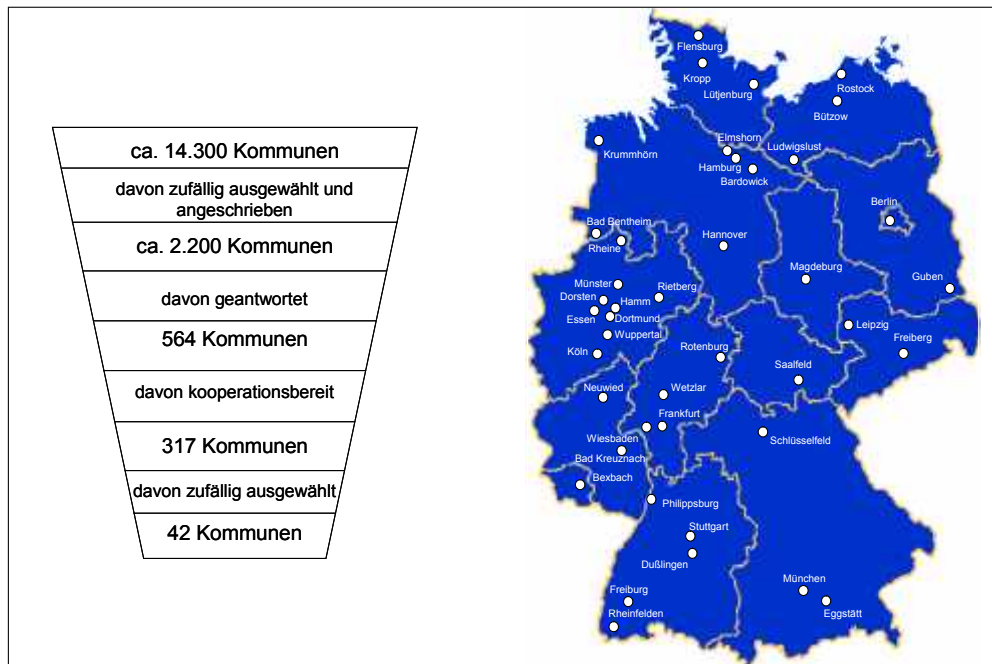 ca. 14.300 Kommunen
davon zufällig ausgewählt und
angeschrieben
ca. 2.200 Kommunen
davon geantwortet
564 Kommunen
davon kooperationsbereit
317 Kommunen
davon zufällig ausgewählt
42 Kommunen
Flensburg
Kropp
Lütjenburg
Rostock
Bützow
Krummhörn
Elmshorn
Hamburg
Bardowick
Ludwigslust
Berlin
Bad Bentheim
Rheine
Hannover
Magdeburg
Guben
Münster
Dorsten
Rietberg
Hamm
Essen
Dortmund
Wuppertal
Köln
Leipzig
Freiberg
Rotenburg
Saalfeld
Neuwied
Wetzlar
Frankfurt
Wiesbaden
Schlüsselfeld
Bad Kreuznach
Bexbach
Philippsburg
Stuttgart
Dußlingen
München
Eggstätt
Freiburg
Rheinfelden